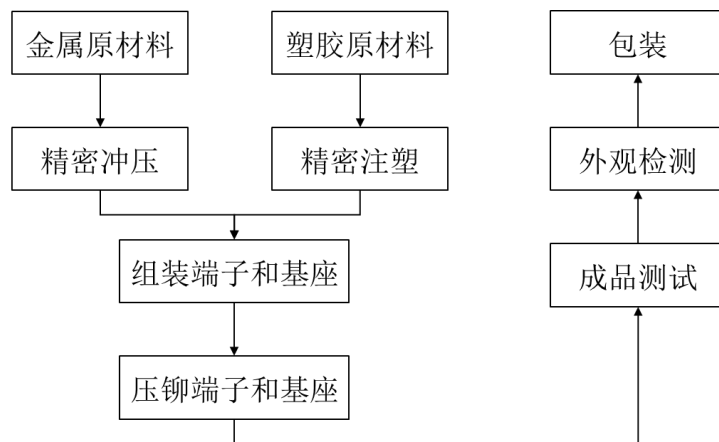 金属原材料
塑胶原材料
精密冲压
精密注塑
组装端子和基座
压铆端子和基座
成品测试
外观检测
包装